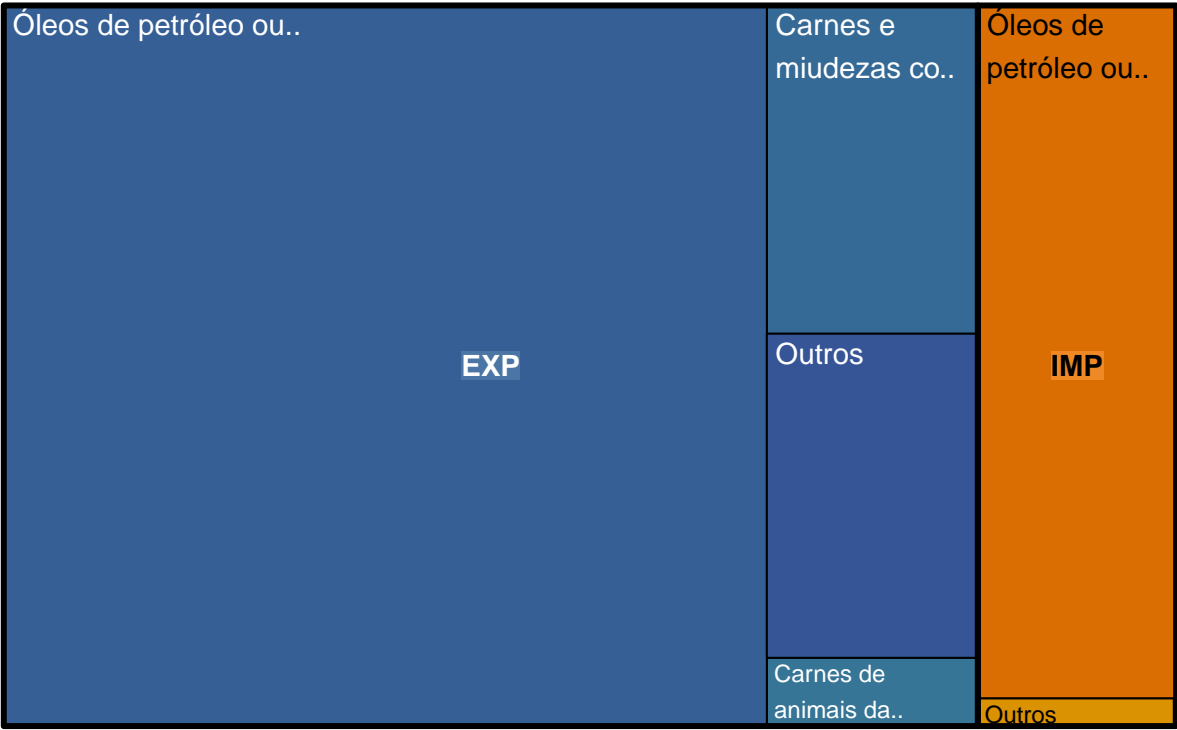 Óleos de petróleo ou..
EXP
Carnes e
miudezas co..
Outros
Carnes de
animais da..
Óleos de
petróleo ou..
IMP
Outros